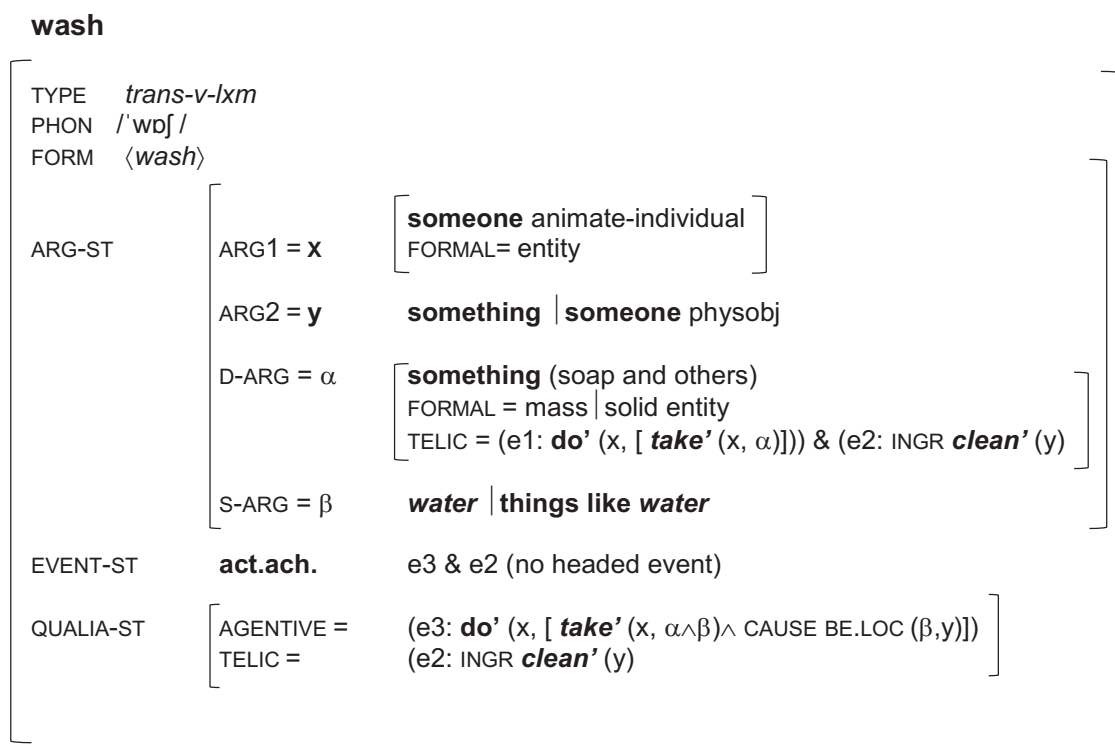 wash
TYPE trans-v-lxm
PHON /ˈwɒʃ /
FORM ⟨wash⟩
someone animate-individual
ARG-ST ARG1 = x FORMAL= entity
ARG2 = y something | someone physobj
D-ARG = α something (soap and others)
FORMAL = mass | solid entity
TELIC = (e1: do’ (x, [ take’ (x, α)])) & (e2: INGR clean’ (y)
S-ARG = β water | things like water
EVENT-ST act.ach. e3 & e2 (no headed event)
QUALIA-ST AGENTIVE = (e3: do’ (x, [ take’ (x, α∧β)∧ CAUSE BE.LOC (β,y)])
TELIC = (e2: INGR clean’ (y)